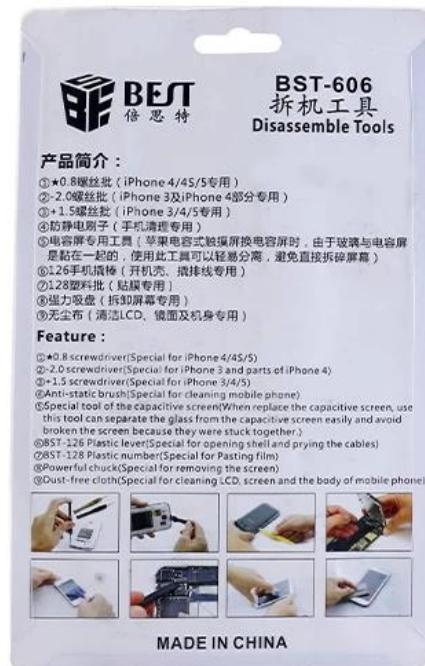 BEST
倍思特
BST-606
拆机工具
Disassemble Tools
产品简介：
①★0.8螺丝批（iPhone 4/4S/5专用）
②-2.0螺丝批（iPhone 3及iPhone 4部分专用）
③+1.5螺丝批（iPhone 3/4/5专用）
④防静电刷子（手机清理专用）
⑤电容屏专用工具（苹果电容式触摸屏换电容屏时，由于玻璃与电容屏
是黏在一起的，使用此工具可以轻易分离，避免直接拆碎屏幕）
⑥126手机撬棒（开机壳、撬排线专用）
⑦128塑料批（贴膜专用）
⑧强力吸盘（拆卸屏幕专用）
⑨无尘布（清洁LCD、镜面及机身专用）
Feature：
①★0.8 screwdriver(Special for iPhone 4/4S/5)
②-2.0 screwdriver(Special for iPhone 3 and parts of iPhone 4)
③+1.5 screwdriver(Special for iPhone 3/4/5)
④Anti-static brush(Special for cleaning mobile phone)
⑤Special tool of the capacitive screen(When replace the capacitive screen, use
this tool can separate the glass from the capacitive screen easily and avoid
broken the screen because they were stuck together.)
⑥BST-126 Plastic lever(Special for opening shell and prying the cables)
⑦BST-128 Plastic number(Special for Pasting film)
⑧Powerful chuck(Special for removing the screen)
⑨Dust-free cloth(Special for cleaning LCD, screen and the body of mobile phone)
MADE IN CHINA